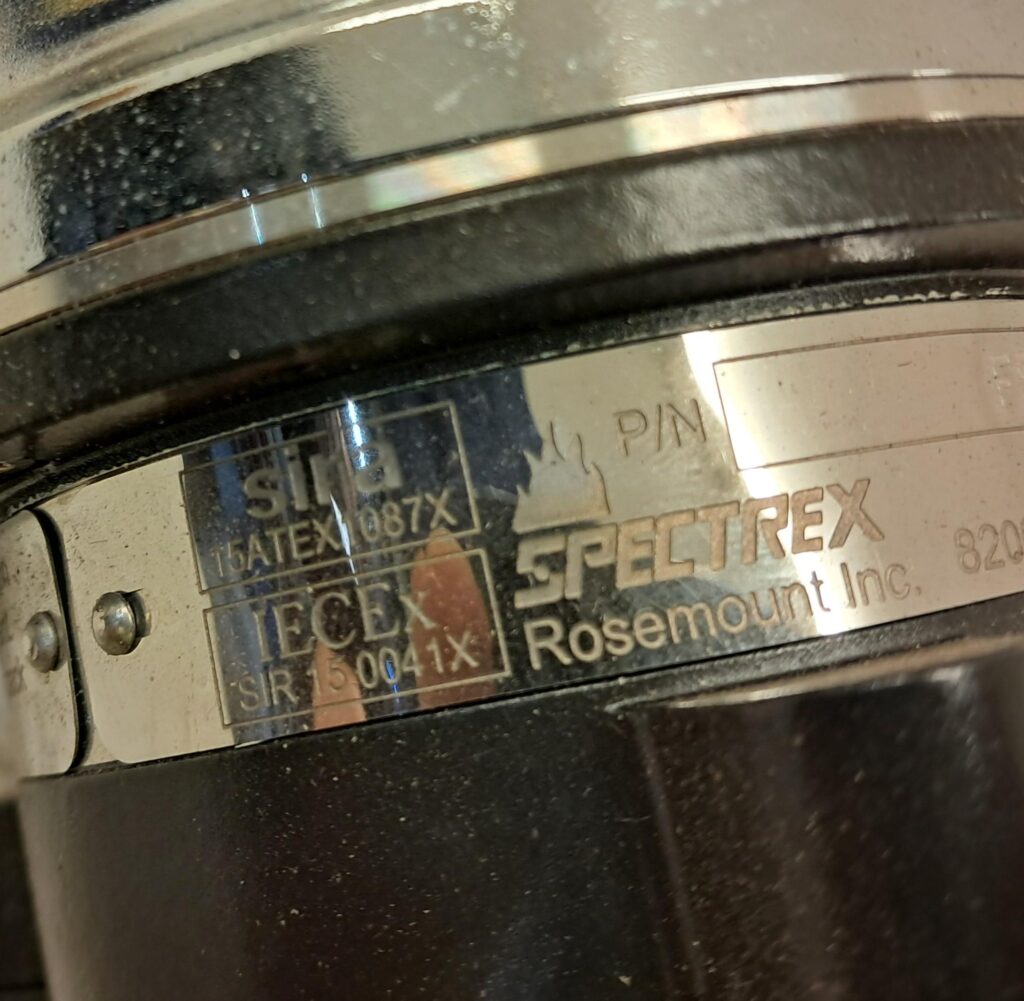 sira
15ATEX1087X
IECEX
SIR 15 0041X
P/N
SPECTREX
Rosemount Inc.